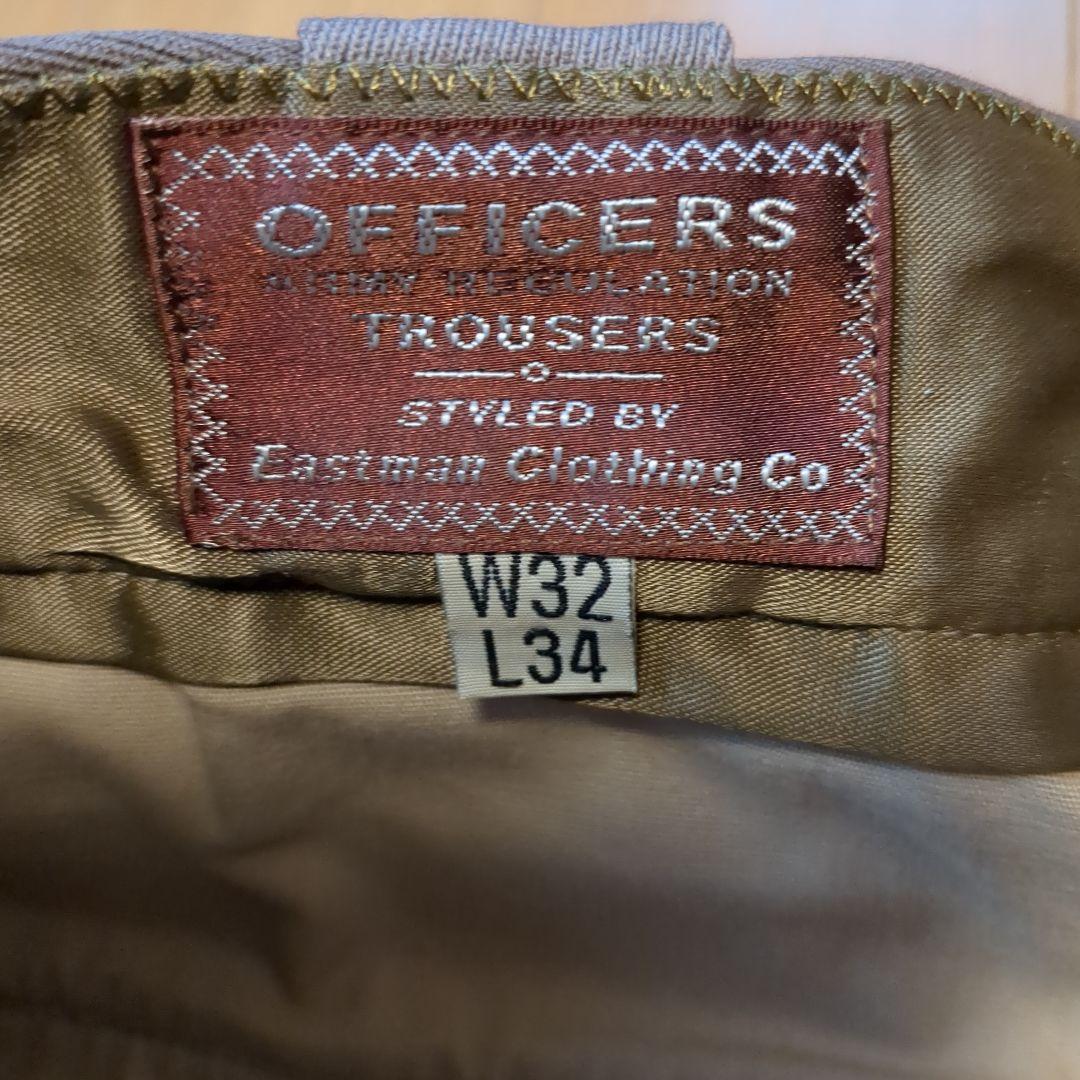 OFFICERS
ARMY REGULATION
TROUSERS
STYLED BY
Eastman Clothing Co
W32
L34